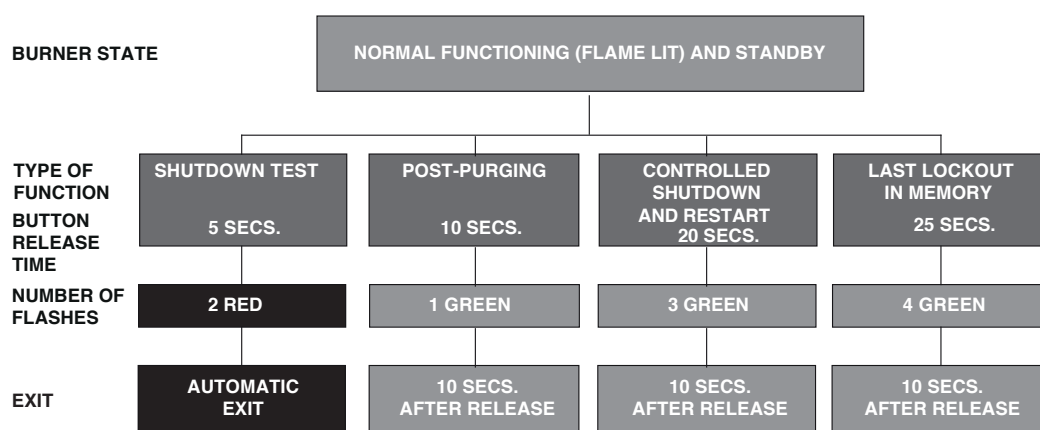 BURNER STATE
NORMAL FUNCTIONING (FLAME LIT) AND STANDBY
TYPE OF
FUNCTION
BUTTON
RELEASE
TIME
SHUTDOWN TEST
5 SECS.
POST-PURGING
10 SECS.
CONTROLLED
SHUTDOWN
AND RESTART
20 SECS.
LAST LOCKOUT
IN MEMORY
25 SECS.
NUMBER OF
FLASHES
2 RED
1 GREEN
3 GREEN
4 GREEN
EXIT
AUTOMATIC
EXIT
10 SECS.
AFTER RELEASE
10 SECS.
AFTER RELEASE
10 SECS.
AFTER RELEASE